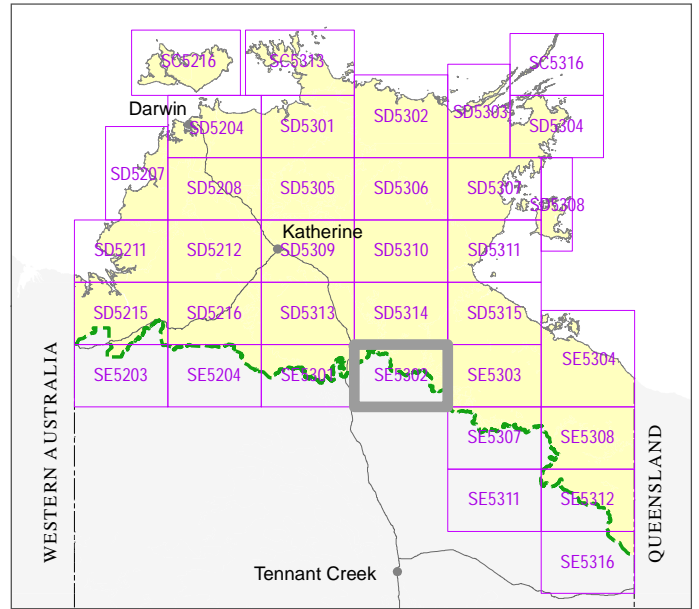 SC5216
SC5313
SC5316
Darwin
SD5204
SD5301
SD5302
SD5303
SD5304
SD5207
SD5208
SD5305
SD5306
SD5307
SD5308
Katherine
SD5211
SD5212
SD5309
SD5310
SD5311
SD5215
SD5216
SD5313
SD5314
SD5315
SE5304
SE5203
SE5204
SE5301
SE5302
SE5303
WESTERN AUSTRALIA
SE5307
SE5308
QUEENSLAND
SE5311
SE5312
SE5316
Tennant Creek